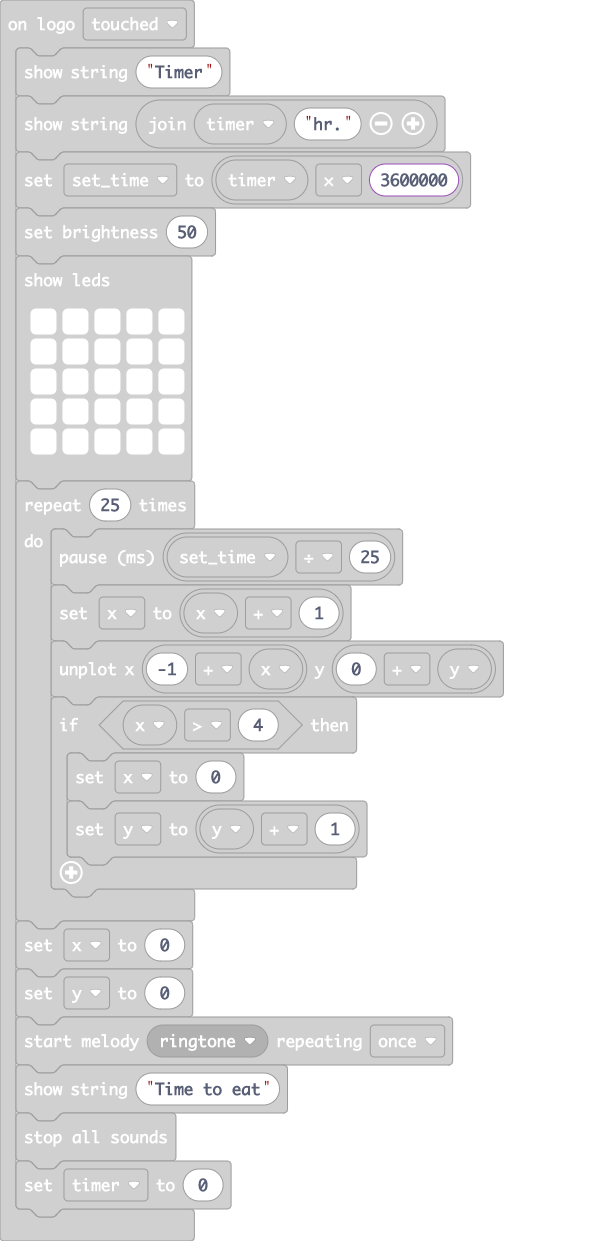 on logo touched
show string "Timer"
show string join timer "hr."
set set_time to timer x 3600000
set brightness 50
show leds
repeat 25 times
do
pause (ms) set_time ÷ 25
set x to x + 1
unplot x -1 + x y 0 + y
if x > 4 then
set x to 0
set y to y + 1
set x to 0
set y to 0
start melody ringtone repeating once
show string "Time to eat"
stop all sounds
set timer to 0